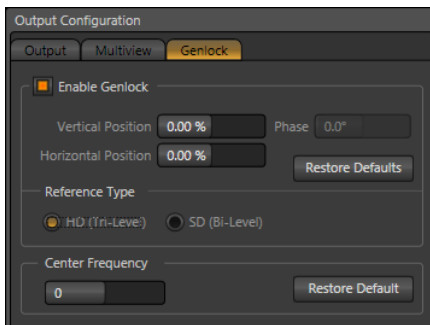 Output Configuration
Output Multiview Genlock
Enable Genlock
Vertical Position 0.00 % Phase 0.0°
Horizontal Position 0.00 %
Restore Defaults
Reference Type
HD (Tri-Level) SD (Bi-Level)
Center Frequency
0 Restore Default